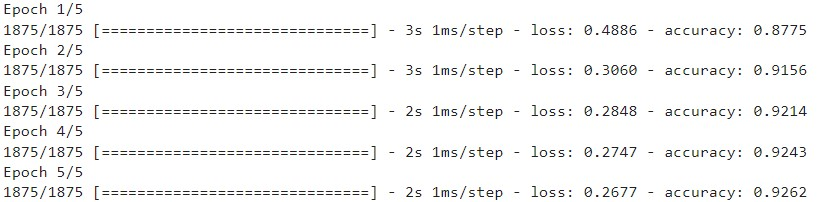 Epoch 1/5
1875/1875 [==============================] - 3s 1ms/step - loss: 0.4886 - accuracy: 0.8775
Epoch 2/5
1875/1875 [==============================] - 3s 1ms/step - loss: 0.3060 - accuracy: 0.9156
Epoch 3/5
1875/1875 [==============================] - 2s 1ms/step - loss: 0.2848 - accuracy: 0.9214
Epoch 4/5
1875/1875 [==============================] - 2s 1ms/step - loss: 0.2747 - accuracy: 0.9243
Epoch 5/5
1875/1875 [==============================] - 2s 1ms/step - loss: 0.2677 - accuracy: 0.9262